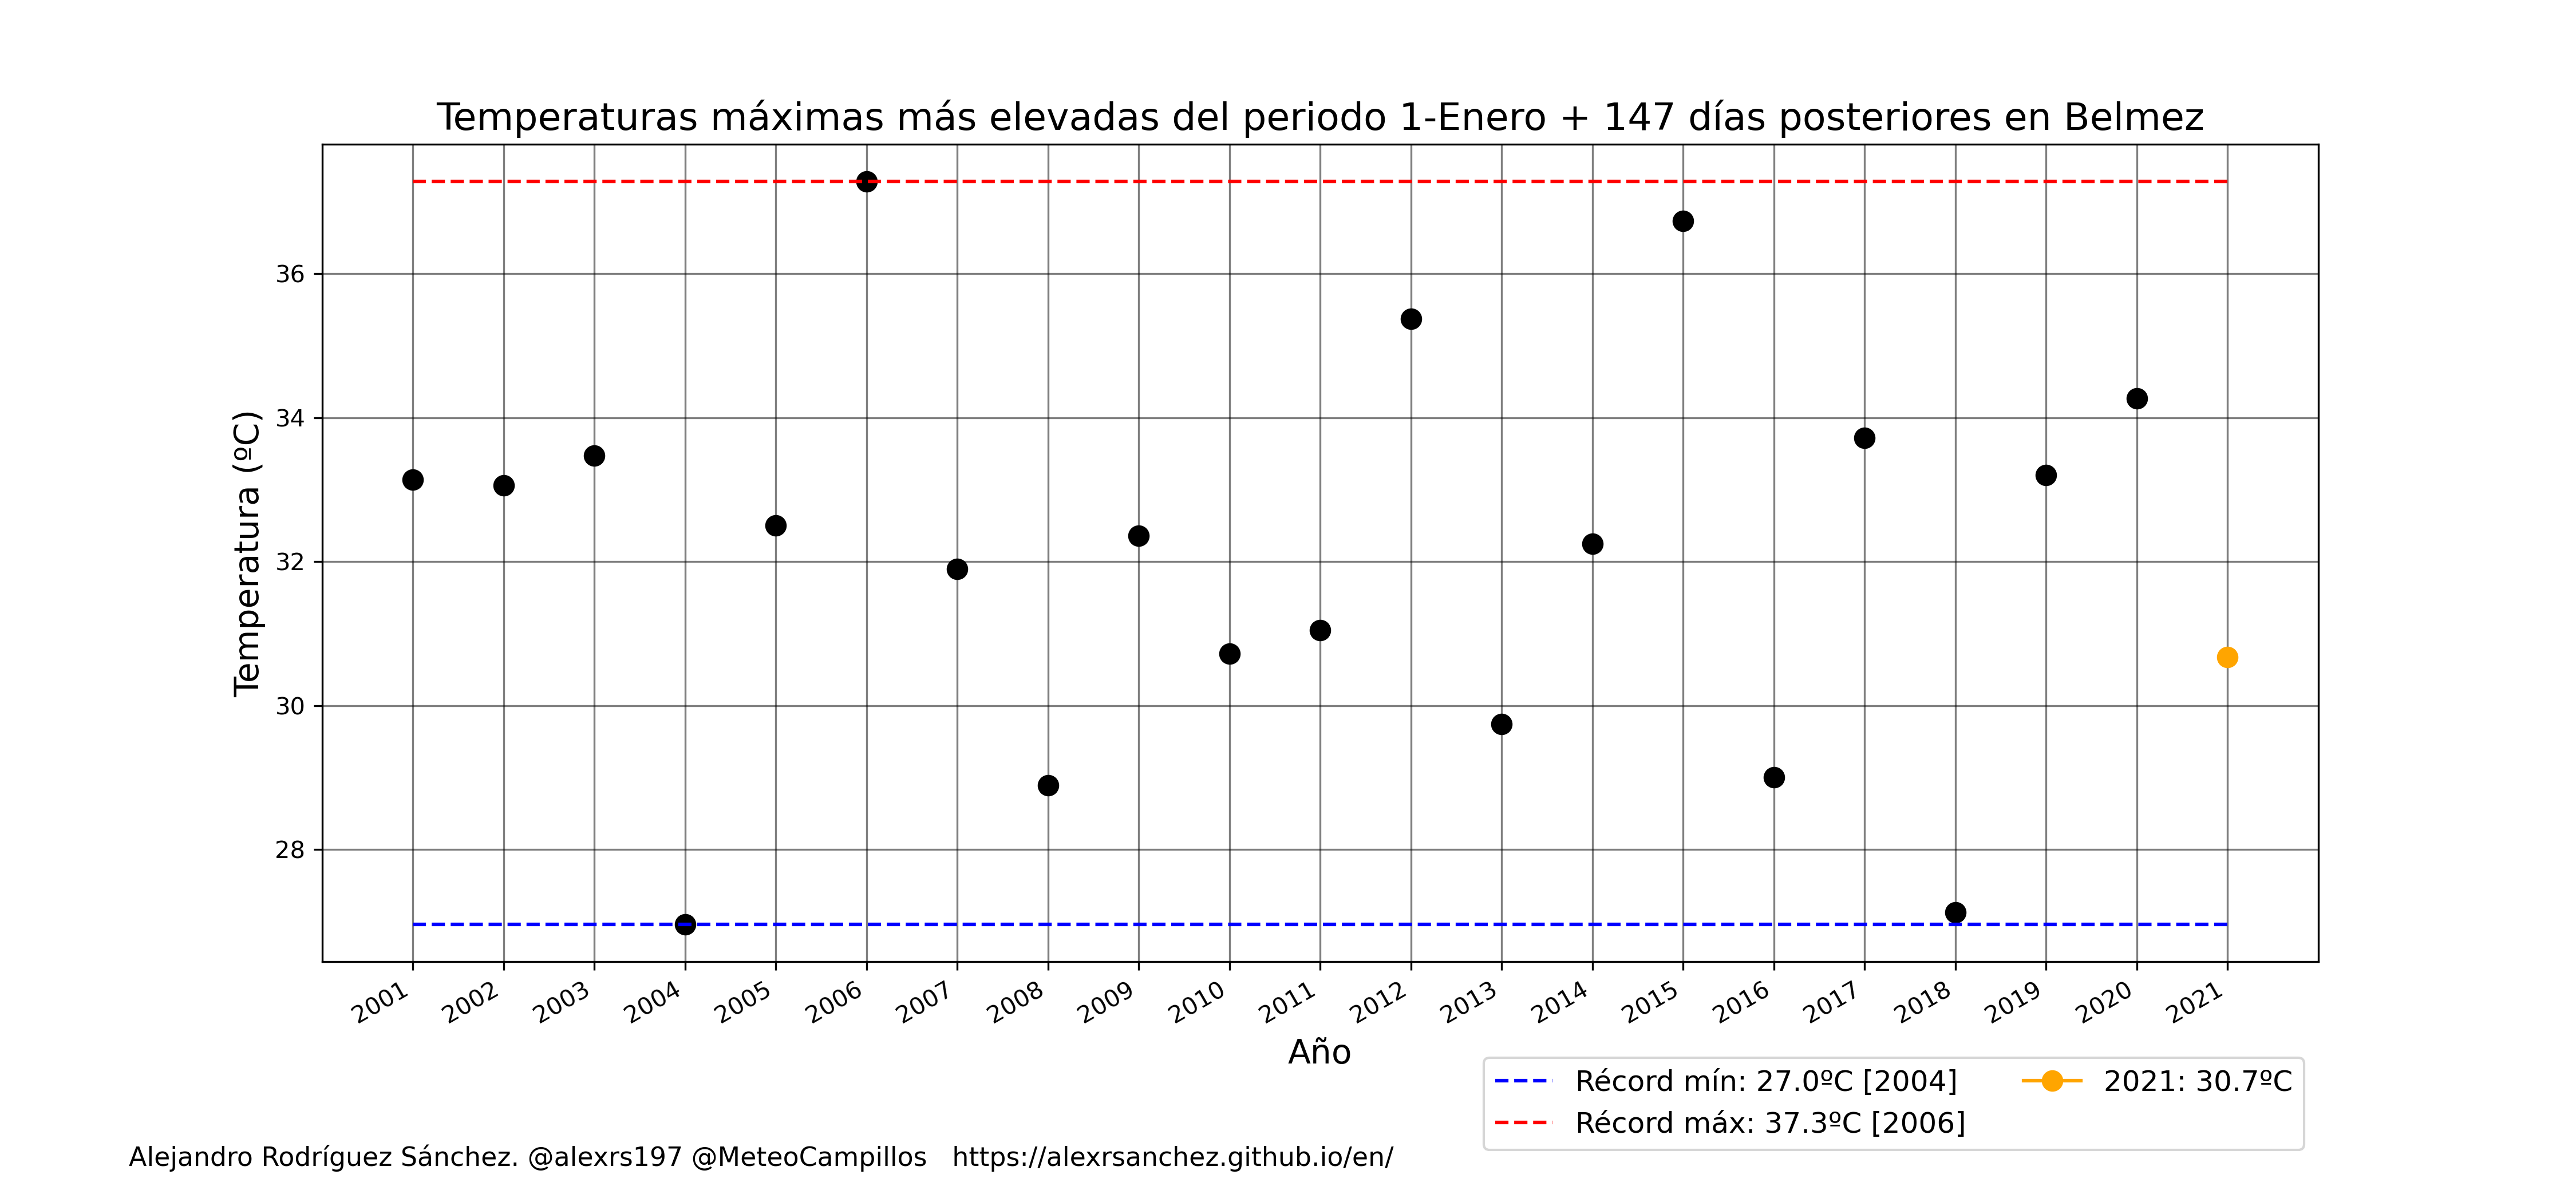 Temperaturas máximas más elevadas del periodo 1-Enero + 147 días posteriores en Belmez
Temperatura (ºC)
36
34
32
30
28
2001 2002 2003 2004 2005 2006 2007 2008 2009 2010 2011 2012 2013 2014 2015 2016 2017 2018 2019 2020 2021
Año
Récord mín: 27.0ºC [2004] 2021: 30.7ºC
Récord máx: 37.3ºC [2006]
Alejandro Rodríguez Sánchez. @alexrs197 @MeteoCampillos https://alexrsanchez.github.io/en/